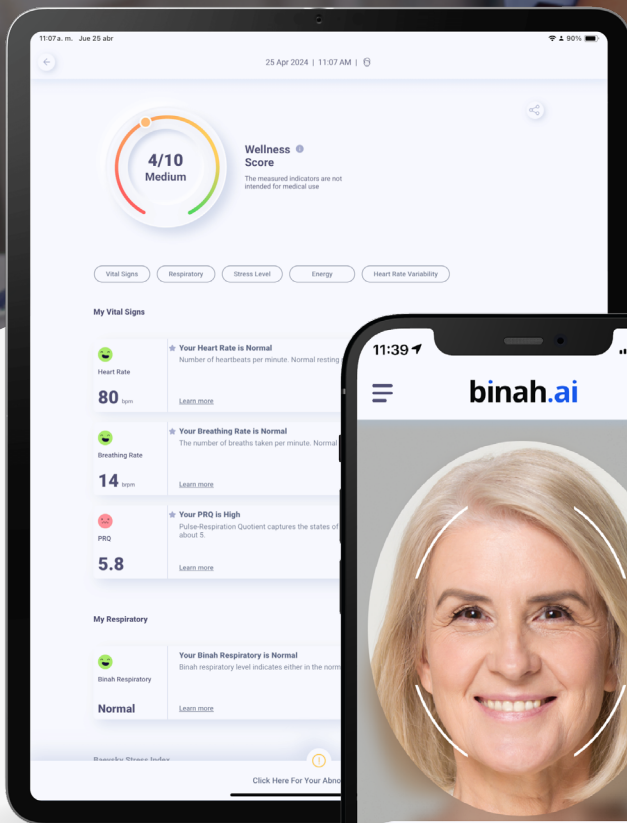 11:07 a. m. Jue 25 abr
90%
25 Apr 2024 | 11:07 AM |
4/10
Medium
Wellness
Score
The measured indicators are not
intended for medical use
Vital Signs
Respiratory
Stress Level
Energy
Heart Rate Variability
My Vital Signs
Heart Rate
80 bpm
Your Heart Rate is Normal
Number of heartbeats per minute. Normal resting
Learn more
Breathing Rate
14 brpm
Your Breathing Rate is Normal
The number of breaths taken per minute. Normal
Learn more
PRQ
5.8
Your PRQ is High
Pulse-Respiration Quotient captures the states of
about 5.
Learn more
My Respiratory
Binah Respiratory
Normal
Your Binah Respiratory is Normal
Binah respiratory level indicates either in the norm
Learn more
Click Here For Your Abno
11:39
binah.ai